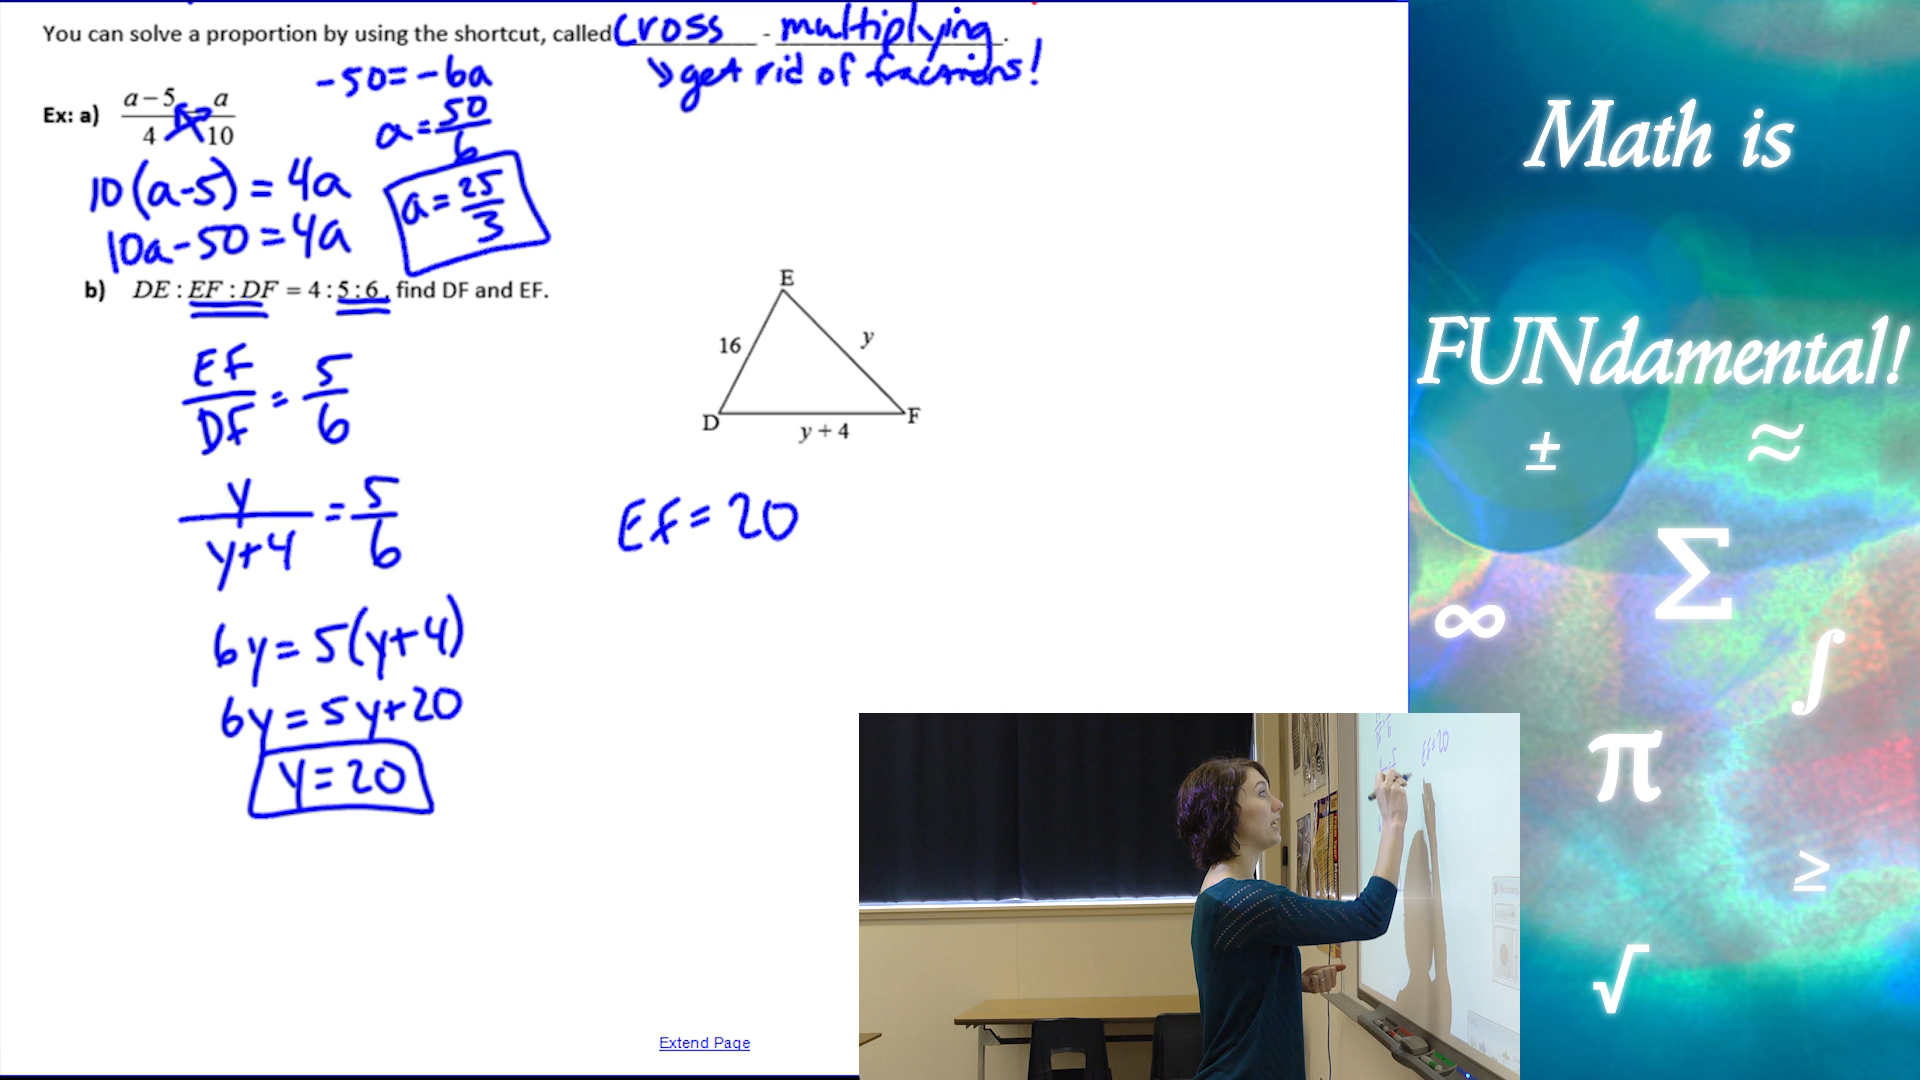 You can solve a proportion by using the shortcut, called cross - multiplying.
↘ get rid of fractions!
Ex: a) (a−5)/4 = a/10
-50=-6a
a=50/6
a=25/3
10(a-5)=4a
10a-50=4a
b) DE : EF : DF = 4 : 5 : 6, find DF and EF.
EF/DF = 5/6
y/(y+4) = 5/6
6y=5(y+4)
6y=5y+20
y=20
E
16
y
D
F
y + 4
EF=20
Extend Page
Math is
FUNdamental!
± ≈
Σ
∞
∫
π
≥
√
EF=20